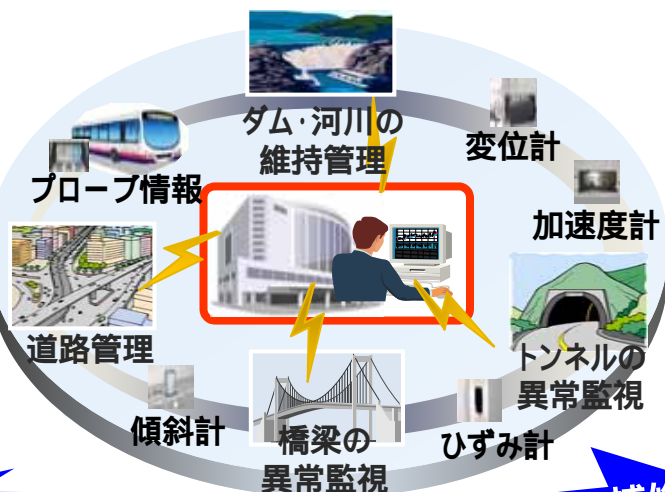 ダム・河川の
維持管理
変位計
プローブ情報
加速度計
道路管理
トンネルの
異常監視
傾斜計
橋梁の
異常監視
ひずみ計